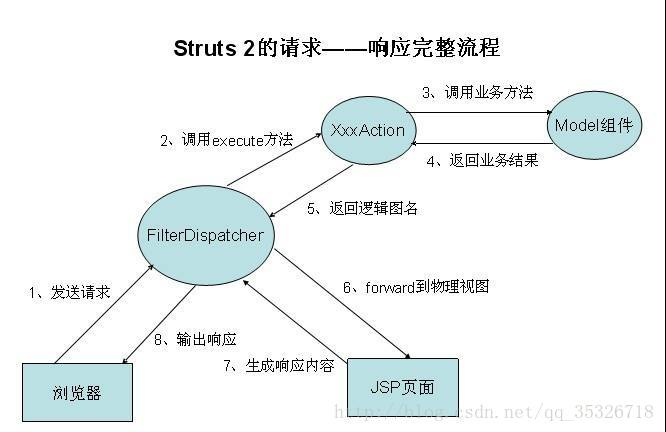 Struts 2的请求——响应完整流程
3、调用业务方法
XxxAction
Model组件
2、调用execute方法
4、返回业务结果
5、返回逻辑图名
FilterDispatcher
1、发送请求
6、forward到物理视图
8、输出响应
7、生成响应内容
浏览器
JSP页面
http://blog.csdn.net/qq_35326718